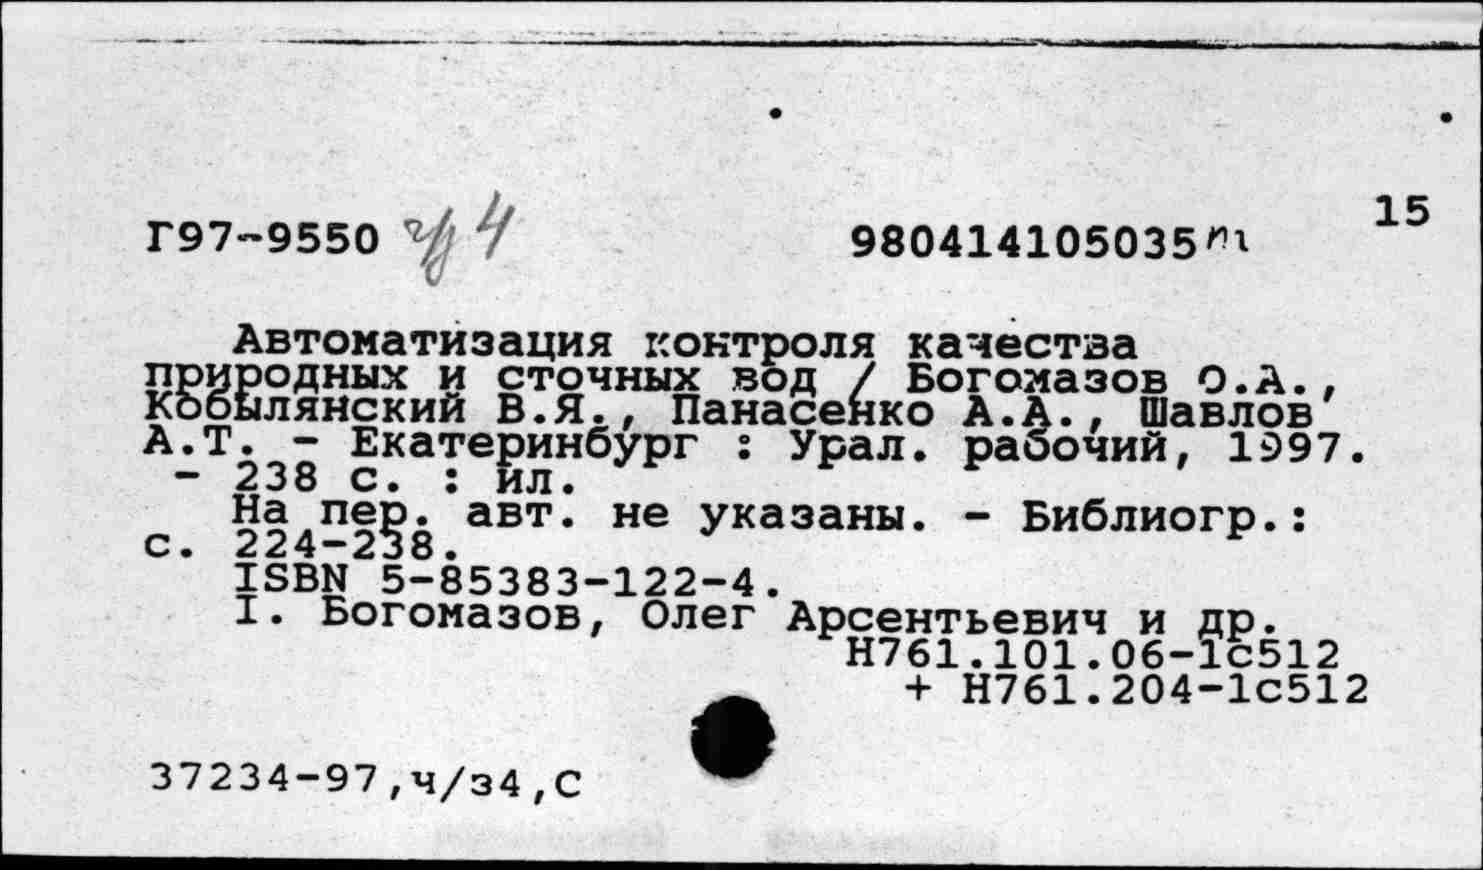 15
Г97-9550 ч/з 4 980414105035
Автоматизация контроля качества
природных и сточных вод / Богомазов О.А.,
Кобылянский В.Я., Панасенко А.А., Шавлов
А.Т. - Екатеринбург : Урал. рабочий, 1997.
- 238 с. : ил.
На пер. авт. не указаны. - Библиогр.:
с. 224-238.
ISBN 5-85383-122-4.
I. Богомазов, Олег Арсентьевич и др.
Н761.101.06-1с512
+ Н761.204-1с512
37234-97,ч/з4,С